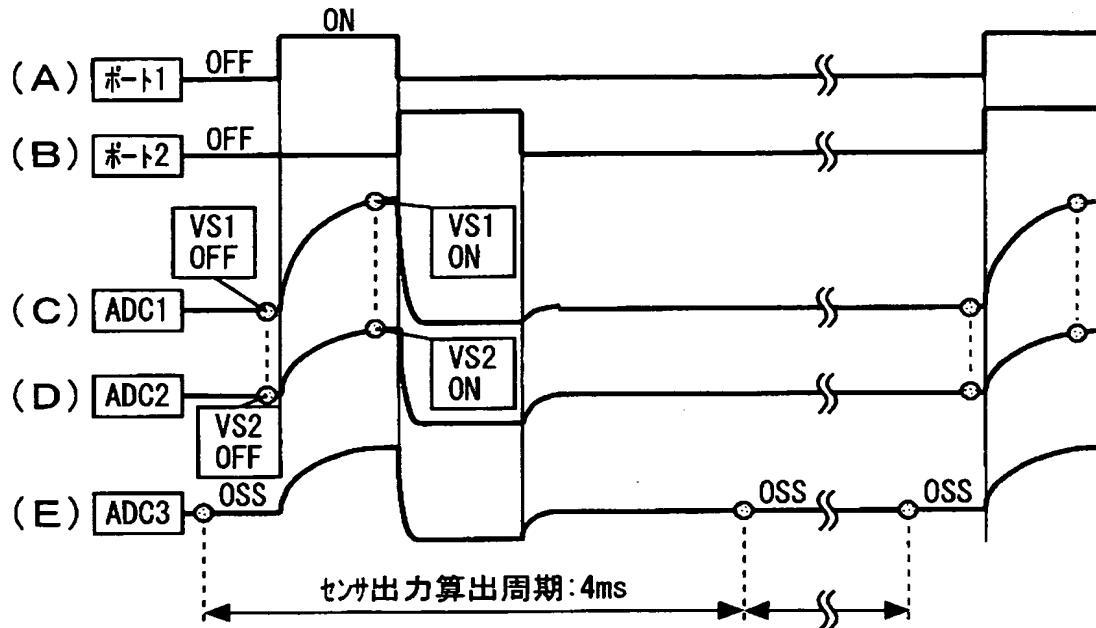 ON
(A) ポート1 OFF
(B) ポート2 OFF
VS1
OFF
VS1
ON
(C) ADC1
VS2
ON
(D) ADC2
VS2
OFF
(E) ADC3 OSS OSS OSS
センサ出力算出周期:4ms